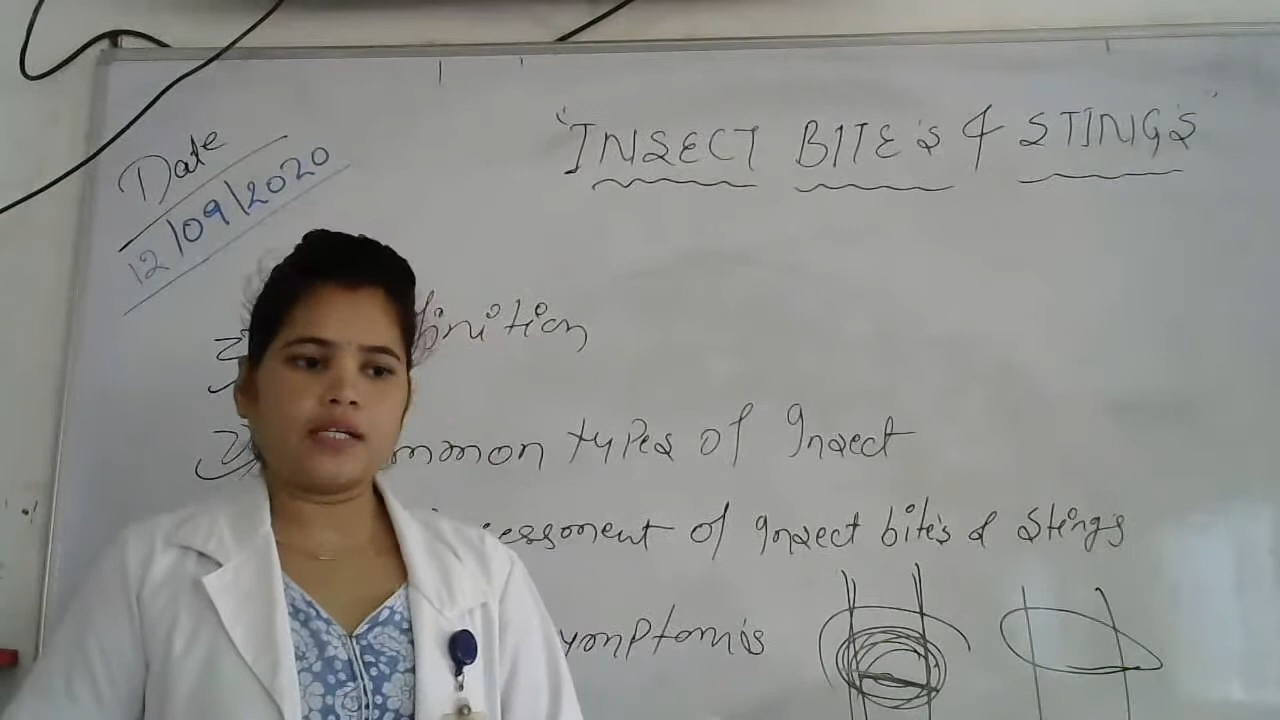 Date
12/09/2020
'INSECT BITE's & STINGS'
finition
mmon types of Insect
essment of Insect bite's & Stings
ymptoms